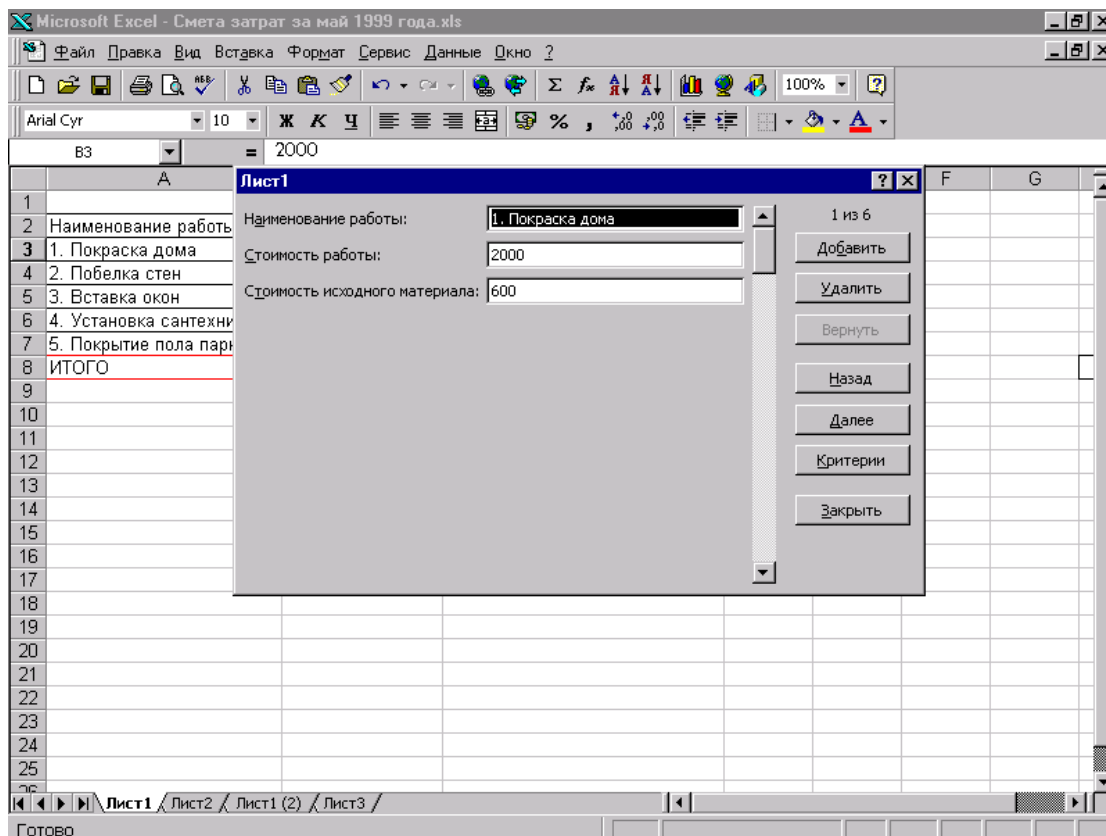 Microsoft Excel - Смета затрат за май 1999 года.xls
Файл Правка Вид Вставка Формат Сервис Данные Окно ?
100%
Arial Cyr 10 Ж К Ч % ,
B3 = 2000
A F G
Лист1
Наименование работы: 1. Покраска дома 1 из 6
Стоимость работы: 2000
Стоимость исходного материала: 600
Добавить
Удалить
Вернуть
Назад
Далее
Критерии
Закрыть
1
2 Наименование работь
3 1. Покраска дома
4 2. Побелка стен
5 3. Вставка окон
6 4. Установка сантехни
7 5. Покрытие пола пар
8 ИТОГО
9
10
11
12
13
14
15
16
17
18
19
20
21
22
23
24
25
26
Лист1 Лист2 Лист1 (2) Лист3
Готово